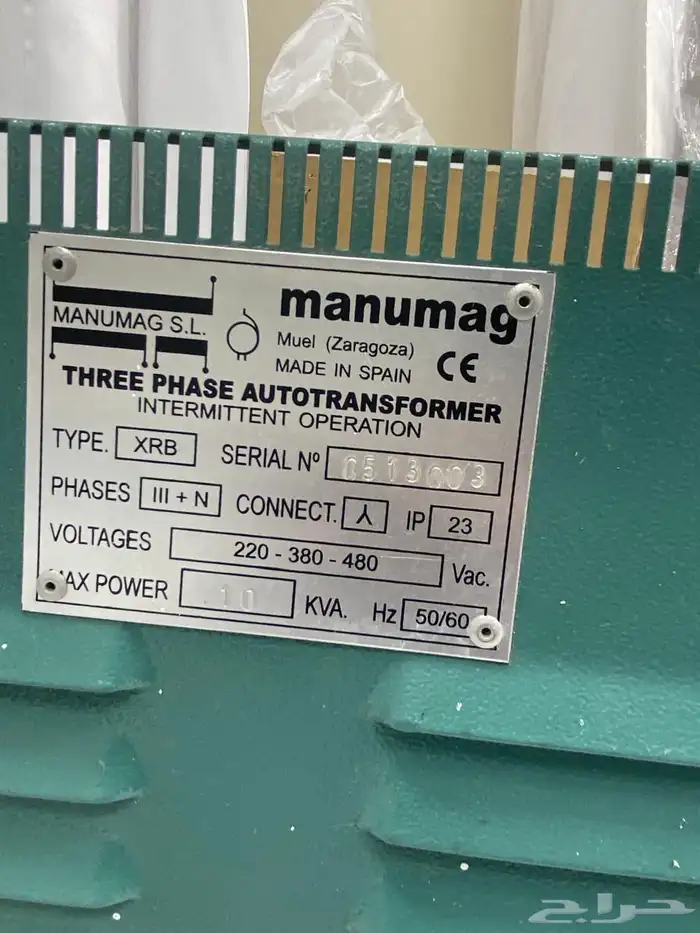 manumag
MANUMAG S.L.
Muel (Zaragoza)
MADE IN SPAIN CE
THREE PHASE AUTOTRANSFORMER
INTERMITTENT OPERATION
TYPE. XRB SERIAL Nº 0513003
PHASES III + N CONNECT. IP 23
VOLTAGES 220 - 380 - 480 Vac.
MAX POWER 10 KVA. Hz 50/60
حراج